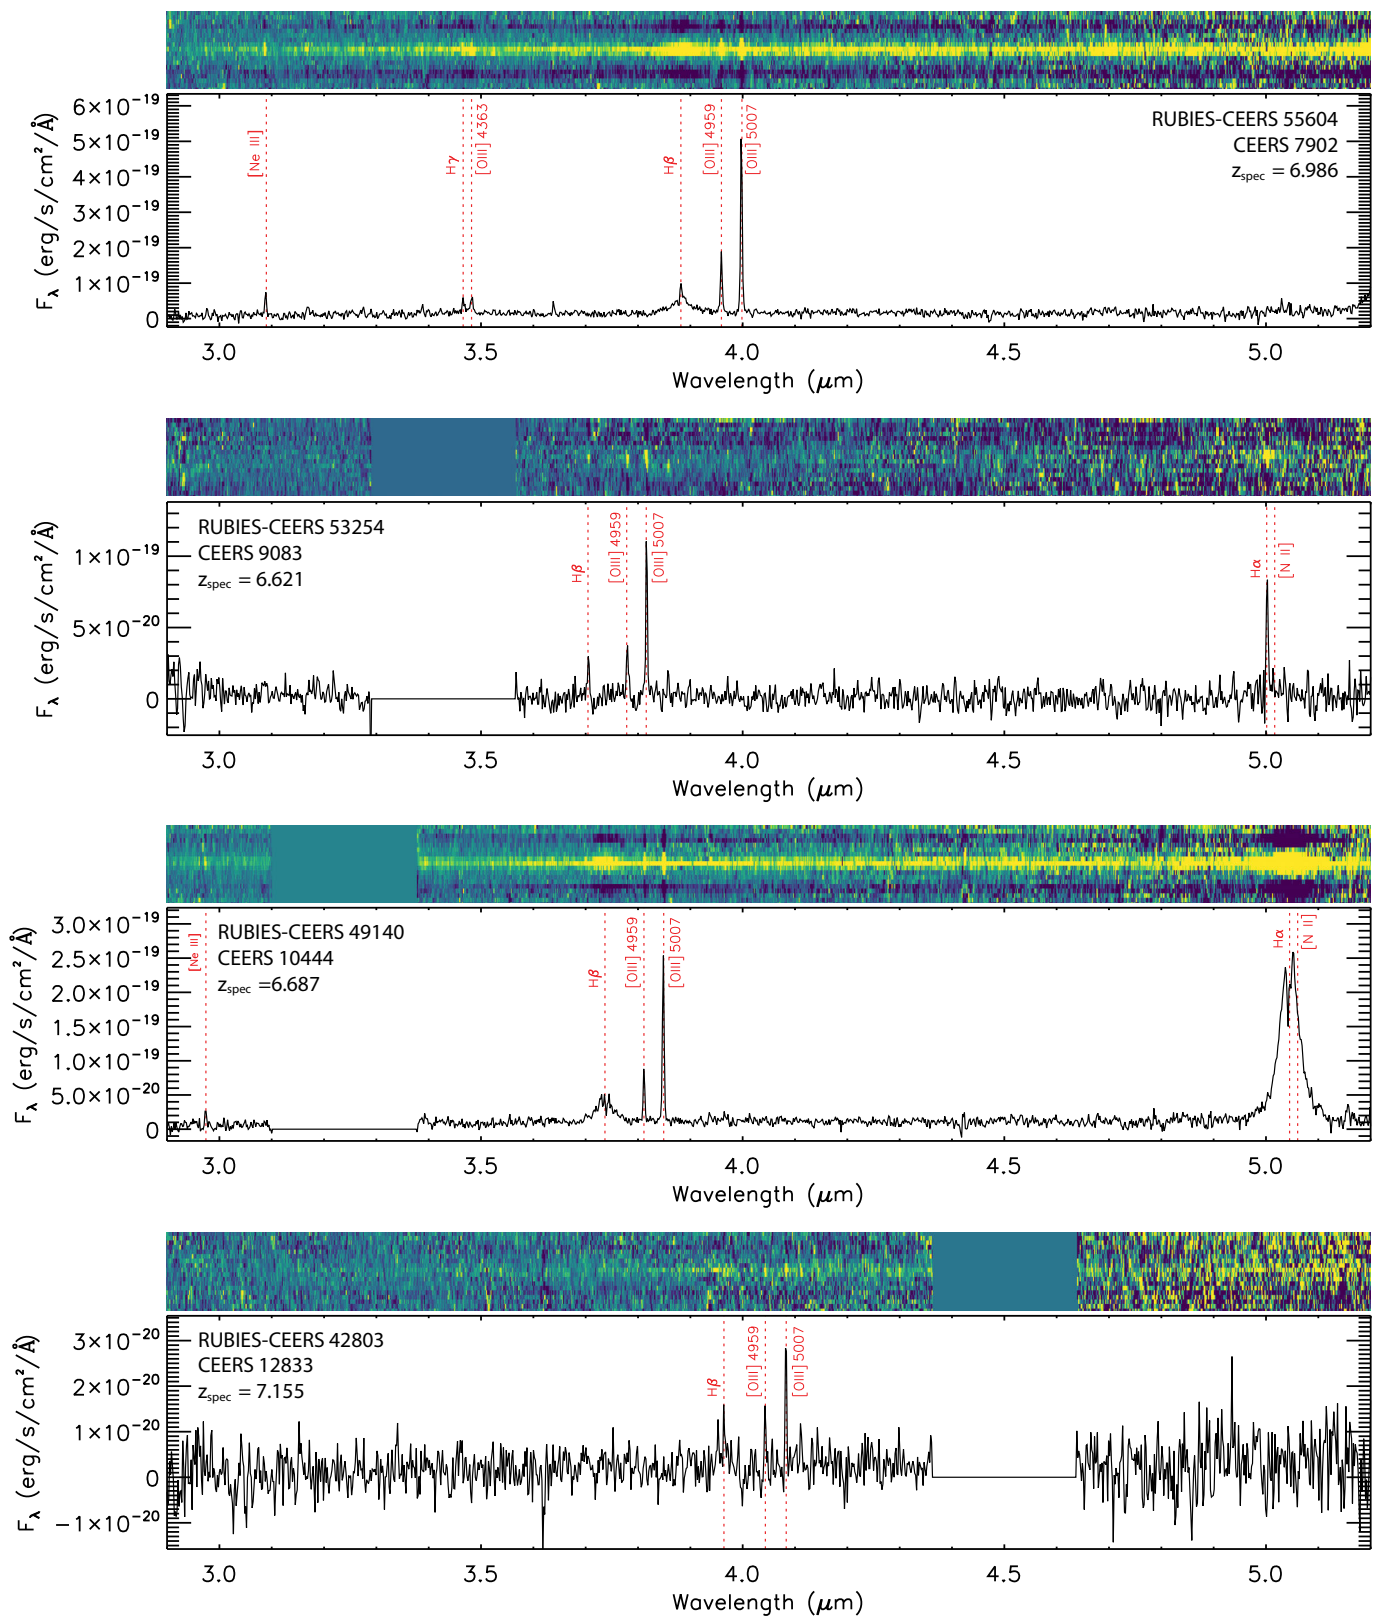 6×10⁻¹⁹
5×10⁻¹⁹
4×10⁻¹⁹
3×10⁻¹⁹
2×10⁻¹⁹
1×10⁻¹⁹
0
Fλ (erg/s/cm²/Å)
[Ne III]
Hγ
[OIII] 4363
Hβ
[OIII] 4959
[OIII] 5007
RUBIES-CEERS 55604
CEERS 7902
zspec = 6.986
3.0 3.5 4.0 4.5 5.0
Wavelength (μm)
1×10⁻¹⁹
5×10⁻²⁰
0
Fλ (erg/s/cm²/Å)
RUBIES-CEERS 53254
CEERS 9083
zspec = 6.621
Hβ
[OIII] 4959
[OIII] 5007
Hα
[N II]
3.0 3.5 4.0 4.5 5.0
Wavelength (μm)
3.0×10⁻¹⁹
2.5×10⁻¹⁹
2.0×10⁻¹⁹
1.5×10⁻¹⁹
1.0×10⁻¹⁹
5.0×10⁻²⁰
0
Fλ (erg/s/cm²/Å)
[Ne III]
RUBIES-CEERS 49140
CEERS 10444
zspec =6.687
Hβ
[OIII] 4959
[OIII] 5007
Hα
[N II]
3.0 3.5 4.0 4.5 5.0
Wavelength (μm)
3×10⁻²⁰
2×10⁻²⁰
1×10⁻²⁰
0
−1×10⁻²⁰
Fλ (erg/s/cm²/Å)
RUBIES-CEERS 42803
CEERS 12833
zspec = 7.155
Hβ
[OIII] 4959
[OIII] 5007
3.0 3.5 4.0 4.5 5.0
Wavelength (μm)